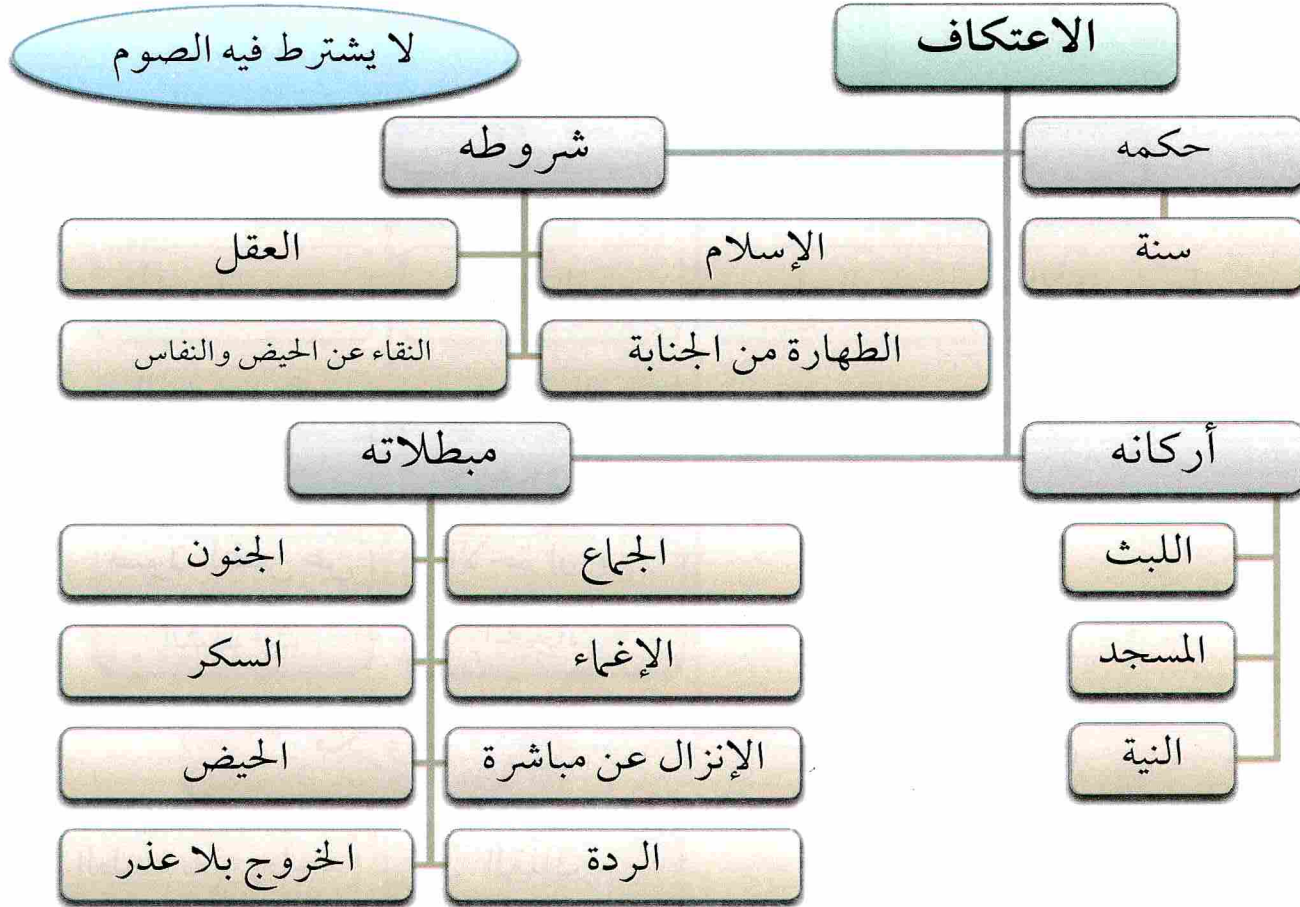 الاعتكاف
لا يشترط فيه الصوم
حكمه
سنة
شروطه
الإسلام
العقل
الطهارة من الجنابة
النقاء عن الحيض والنفاس
أركانه
اللبث
المسجد
النية
مبطلاته
الجماع
الجنون
الإغماء
السكر
الإنزال عن مباشرة
الحيض
الردة
الخروج بلا عذر